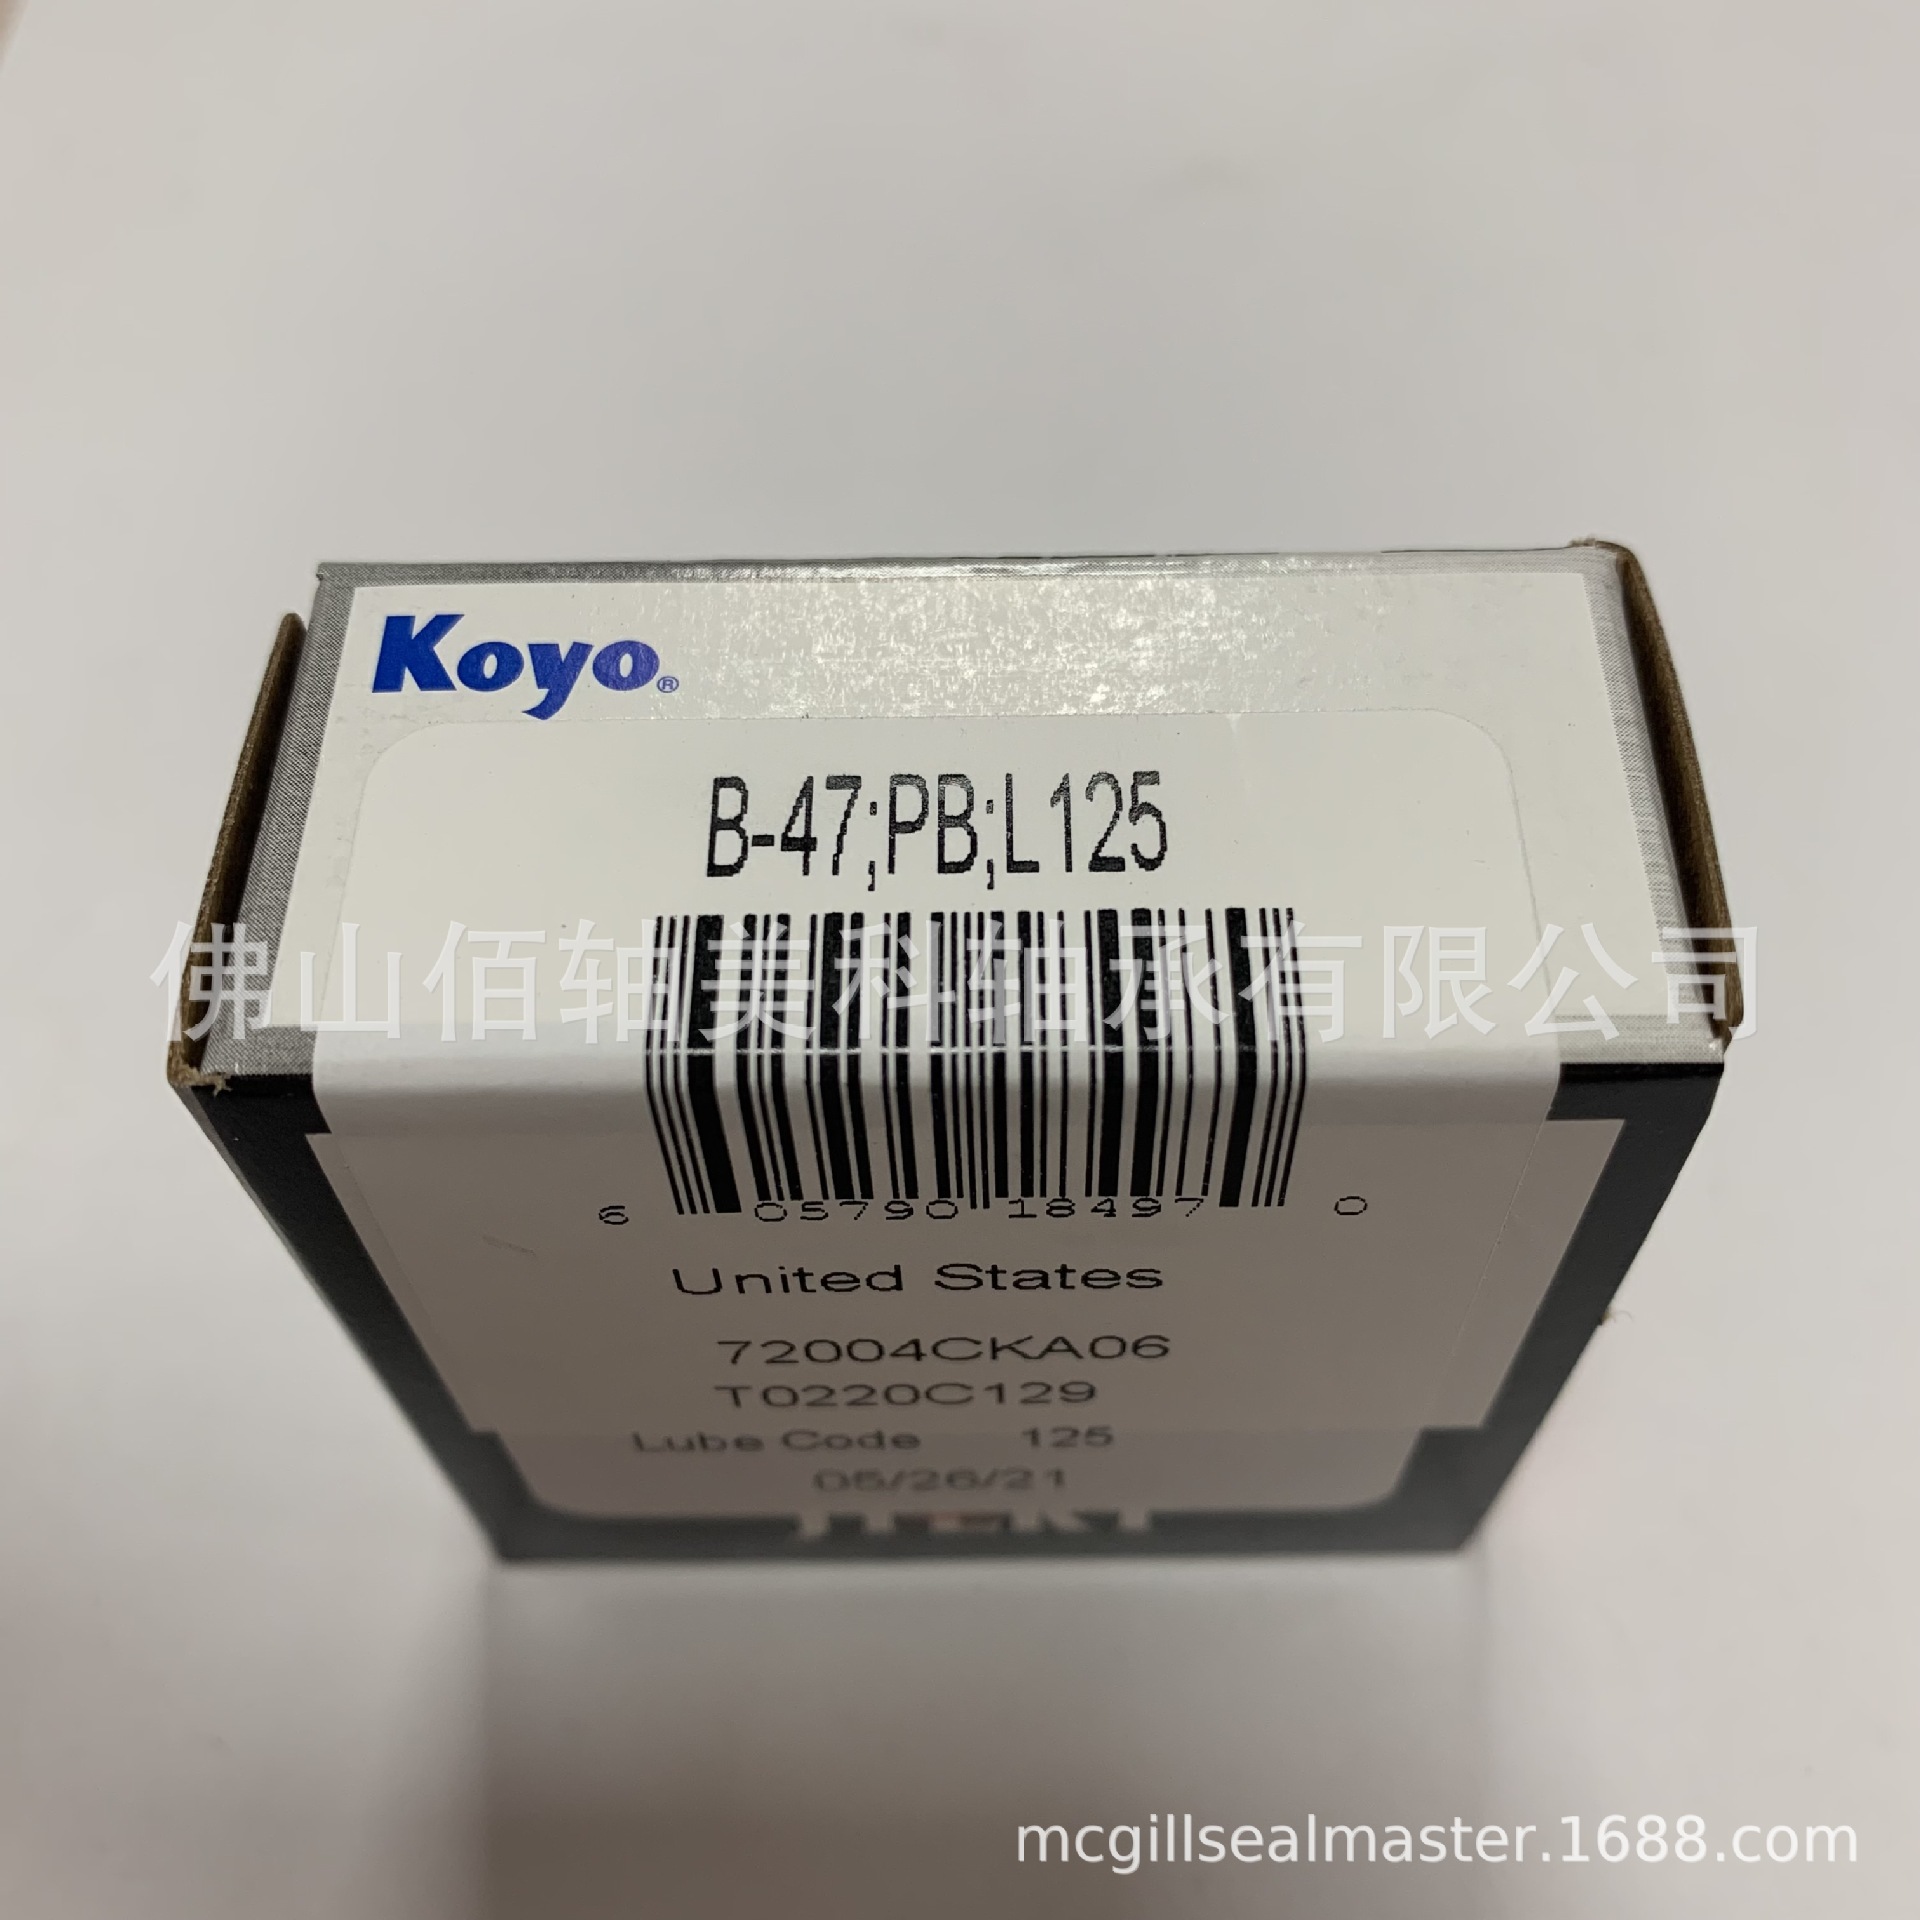 Koyo®
B-47;PB;L125
佛山佰轴美科轴承有限公司
6 05790 18497 0
United States
72004CKA06
T0220C129
Lube Code 125
05/26/21
JTEKT
mcgillsealmaster.1688.com